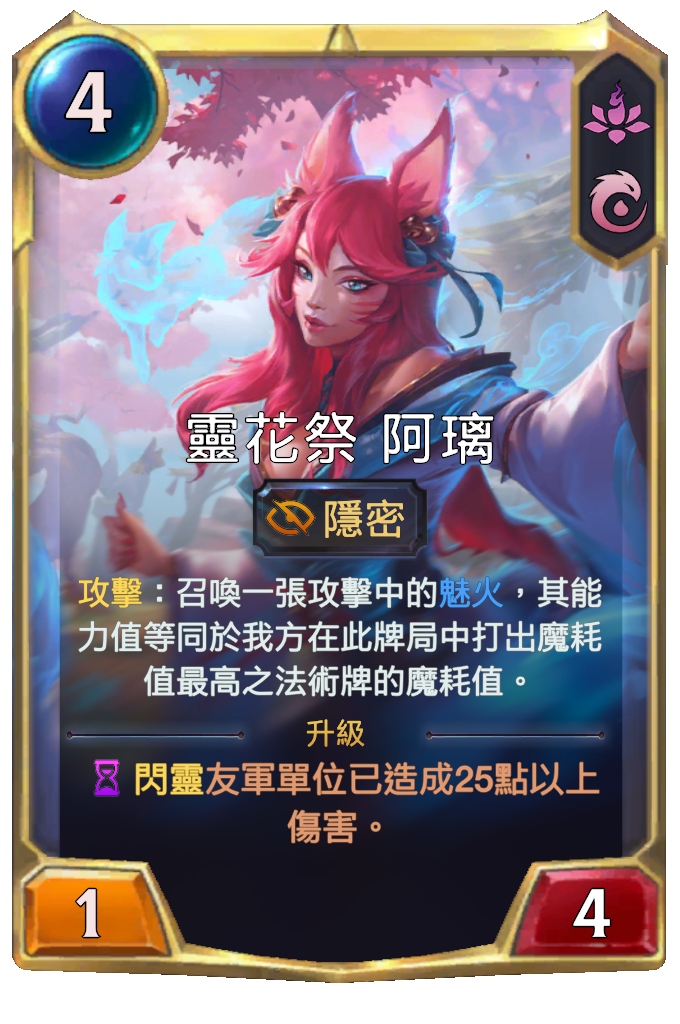 4
靈花祭 阿璃
隱密
攻擊：召喚一張攻擊中的魅火，其能
力值等同於我方在此牌局中打出魔耗
值最高之法術牌的魔耗值。
升級
閃靈友軍單位已造成25點以上
傷害。
1
4